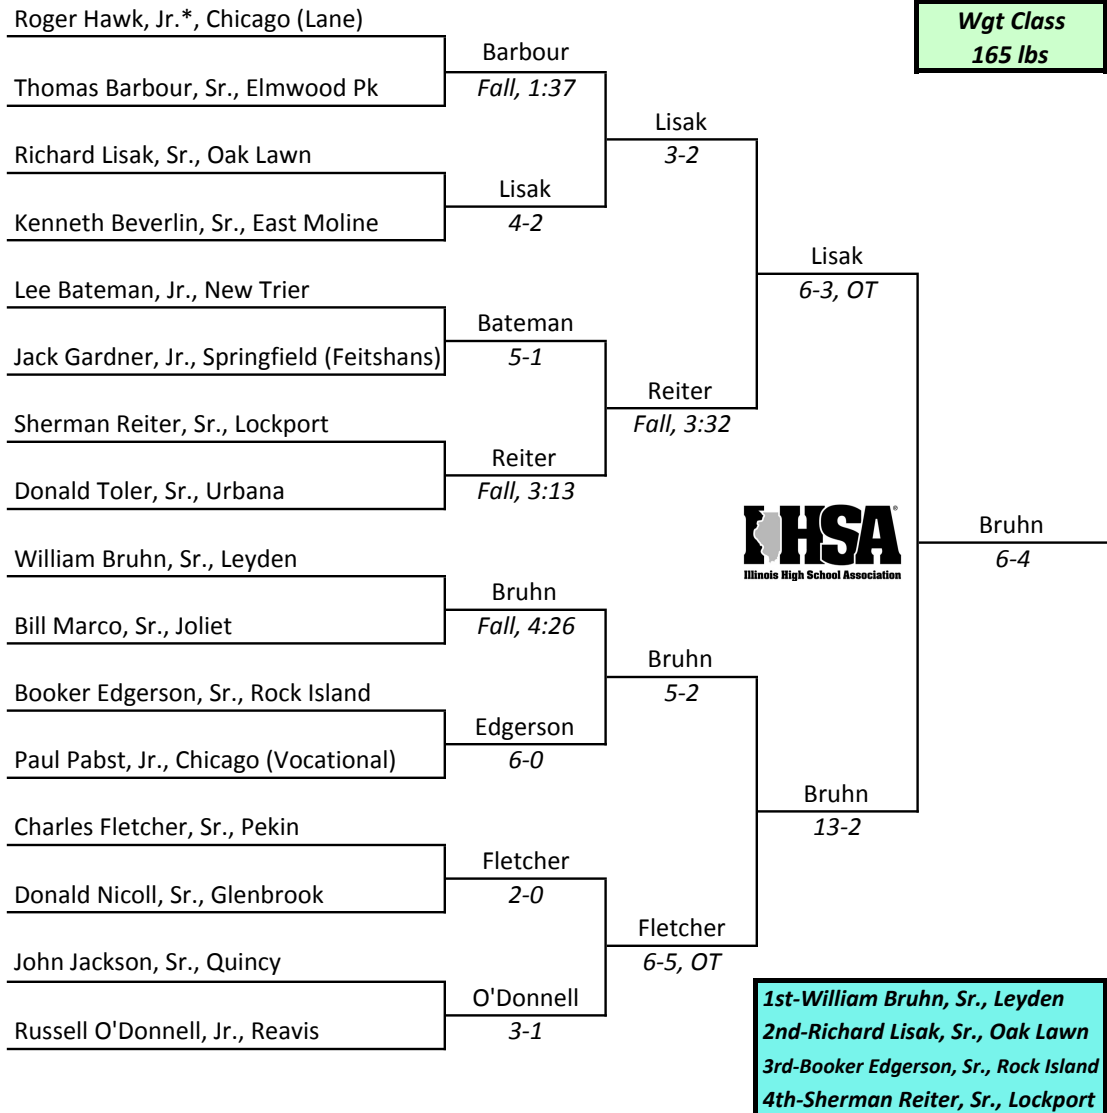 Roger Hawk, Jr.*, Chicago (Lane)
Wgt Class
165 lbs
Barbour
Fall, 1:37
Thomas Barbour, Sr., Elmwood Pk
Lisak
3-2
Richard Lisak, Sr., Oak Lawn
Lisak
4-2
Kenneth Beverlin, Sr., East Moline
Lisak
6-3, OT
Lee Bateman, Jr., New Trier
Bateman
5-1
Jack Gardner, Jr., Springfield (Feitshans)
Reiter
Fall, 3:32
Sherman Reiter, Sr., Lockport
Reiter
Fall, 3:13
Donald Toler, Sr., Urbana
IHSA®
Illinois High School Association
Bruhn
6-4
William Bruhn, Sr., Leyden
Bruhn
Fall, 4:26
Bill Marco, Sr., Joliet
Bruhn
5-2
Booker Edgerson, Sr., Rock Island
Edgerson
6-0
Paul Pabst, Jr., Chicago (Vocational)
Bruhn
13-2
Charles Fletcher, Sr., Pekin
Fletcher
2-0
Donald Nicoll, Sr., Glenbrook
Fletcher
6-5, OT
John Jackson, Sr., Quincy
O'Donnell
3-1
Russell O'Donnell, Jr., Reavis
1st-William Bruhn, Sr., Leyden
2nd-Richard Lisak, Sr., Oak Lawn
3rd-Booker Edgerson, Sr., Rock Island
4th-Sherman Reiter, Sr., Lockport